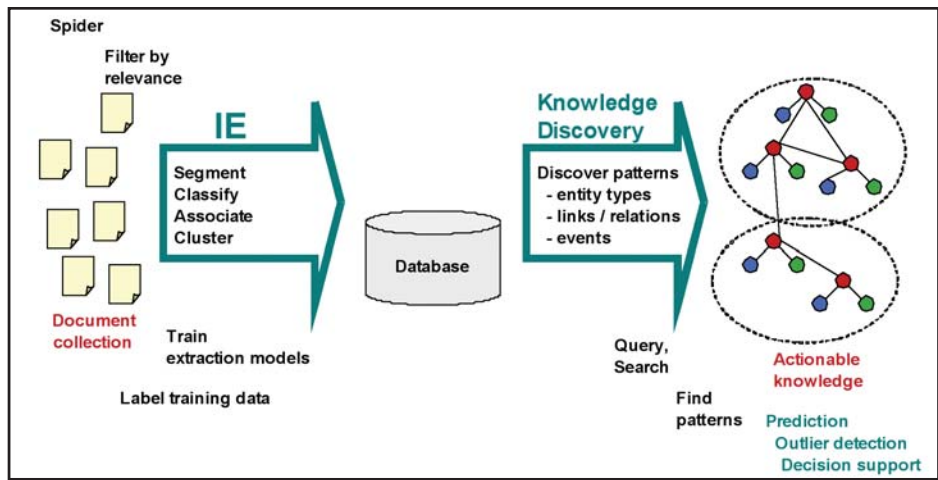 Spider
Filter by
relevance
IE
Segment
Classify
Associate
Cluster
Document
collection
Train
extraction models
Label training data
Database
Knowledge
Discovery
Discover patterns
- entity types
- links / relations
- events
Query,
Search
Find
patterns
Actionable
knowledge
Prediction
Outlier detection
Decision support